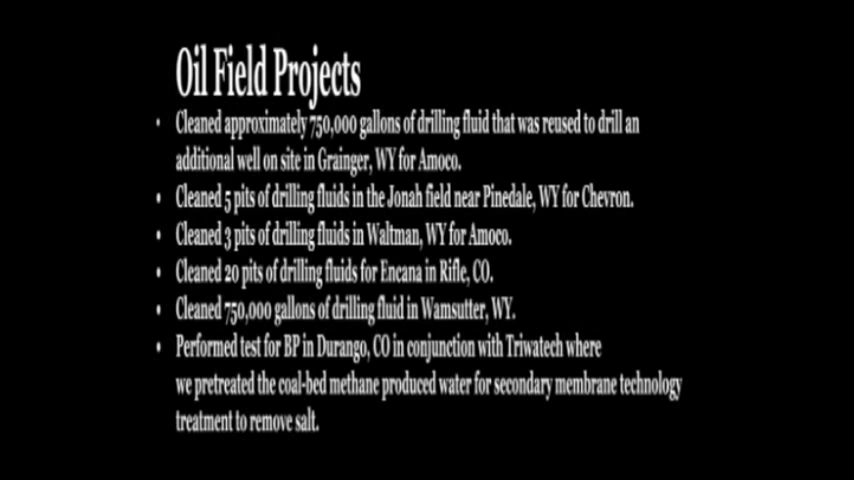 Oil Field Projects
• Cleaned approximately 750,000 gallons of drilling fluid that was reused to drill an
additional well on site in Grainger, WY for Amoco.
• Cleaned 5 pits of drilling fluids in the Jonah field near Pinedale, WY for Chevron.
• Cleaned 3 pits of drilling fluids in Waltman, WY for Amoco.
• Cleaned 20 pits of drilling fluids for Encana in Rifle, CO.
• Cleaned 750,000 gallons of drilling fluid in Wamsutter, WY.
• Performed test for BP in Durango, CO in conjunction with Triwatech where
we pretreated the coal-bed methane produced water for secondary membrane technology
treatment to remove salt.